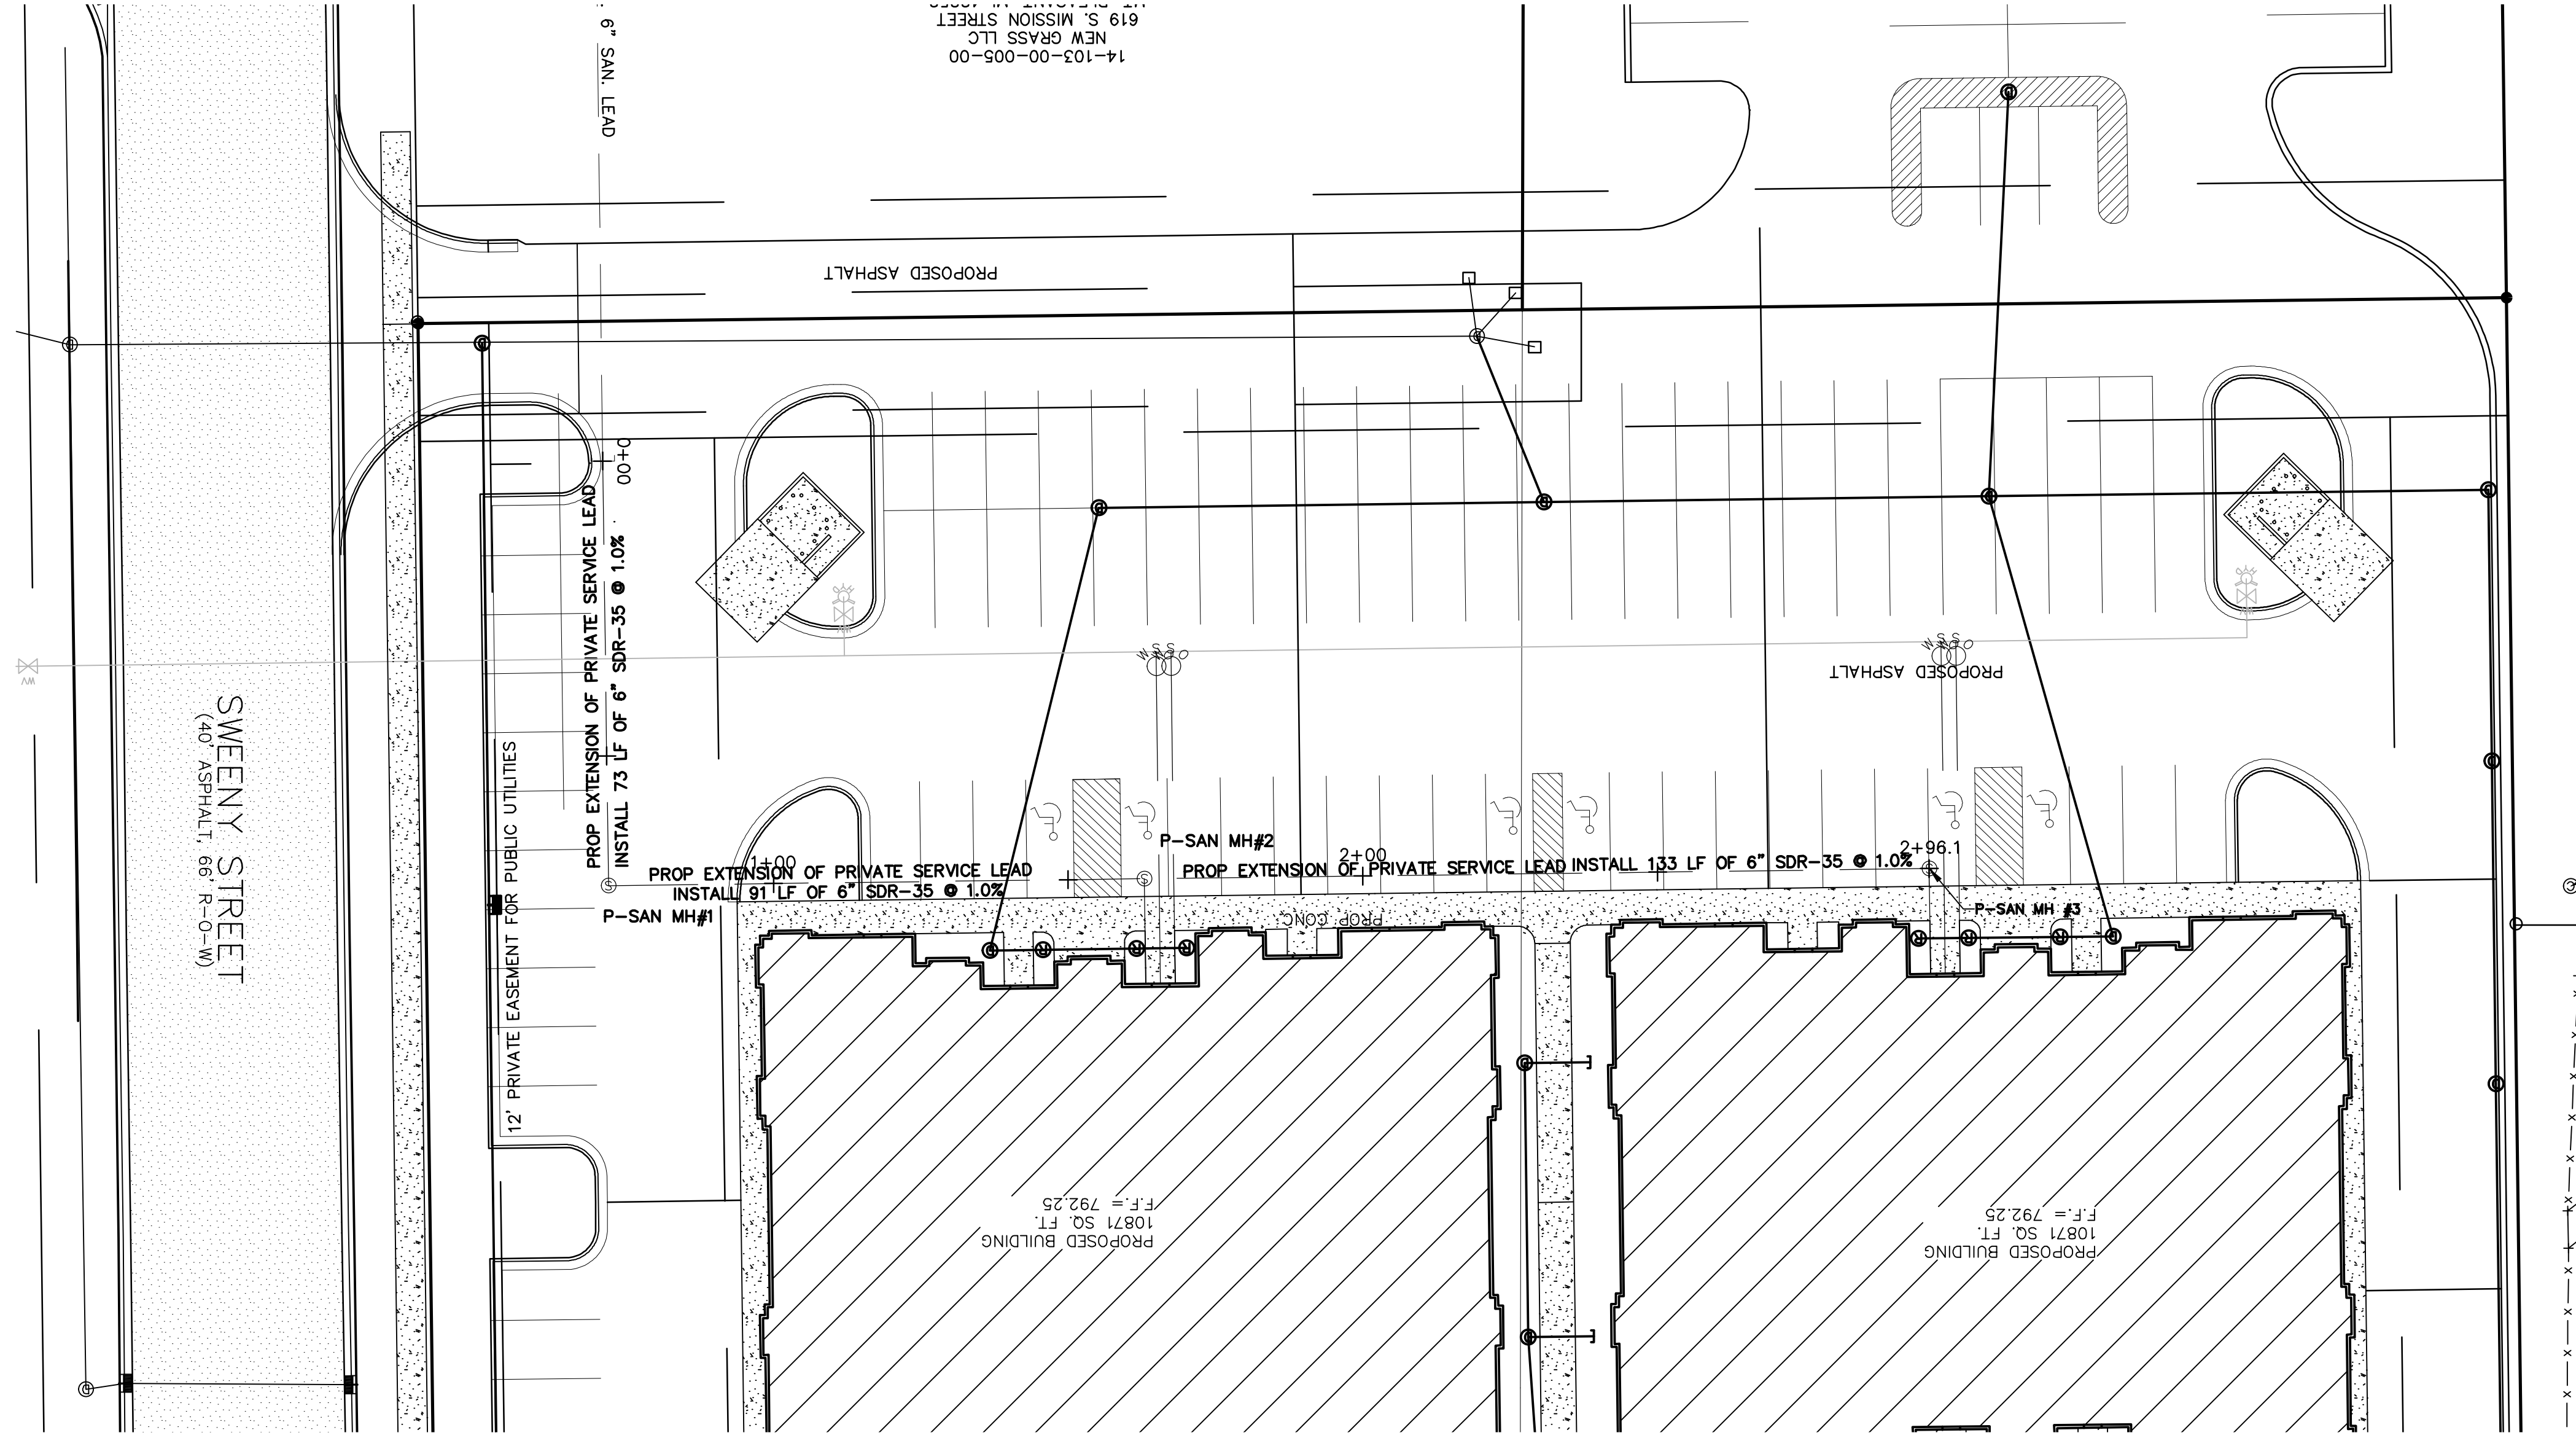 14-103-00-005-00
NEW GRASS LLC
619 S. MISSION STREET
6" SAN. LEAD
PROPOSED ASPHALT
0+00
PROP EXTENSION OF PRIVATE SERVICE LEAD
INSTALL 73 LF OF 6" SDR-35 @ 1.0%
SWEENY STREET
(40' ASPHALT, 66' R-O-W)
WV
12' PRIVATE EASEMENT FOR PUBLIC UTILITIES
PROPOSED ASPHALT
P-SAN MH#2
1+00
PROP EXTENSION OF PRIVATE SERVICE LEAD
INSTALL 91 LF OF 6" SDR-35 @ 1.0%
P-SAN MH#1
2+00
PROP EXTENSION OF PRIVATE SERVICE LEAD INSTALL 133 LF OF 6" SDR-35 @ 1.0%
2+96.1
P-SAN MH #3
PROP CONC
PROPOSED BUILDING
10871 SQ. FT.
F.F.= 792.25
PROPOSED BUILDING
10871 SQ. FT.
F.F.= 792.25